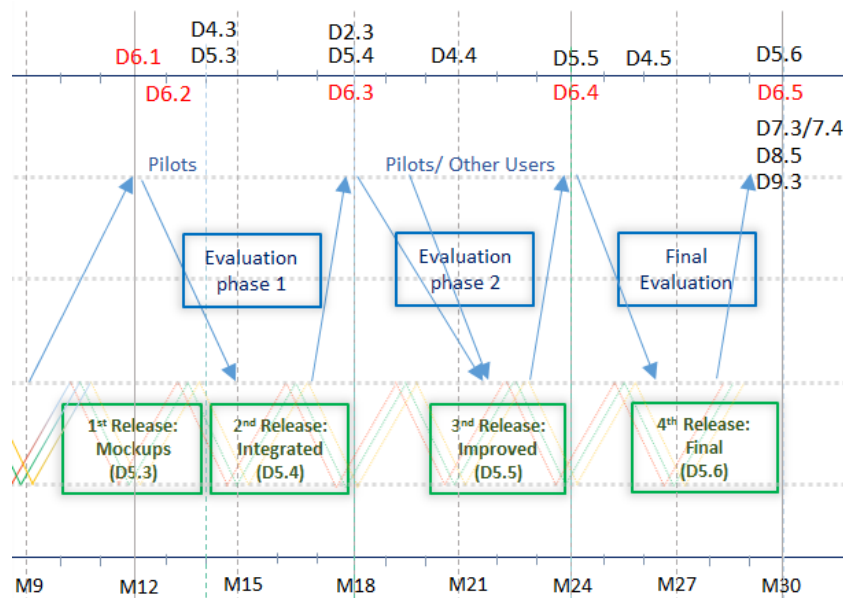 D4.3
D2.3
D6.1
D5.3
D5.4
D4.4
D5.5
D4.5
D5.6
D6.2
D6.3
D6.4
D6.5
D7.3/7.4
D8.5
D9.3
Pilots
Pilots/ Other Users
Evaluation
phase 1
Evaluation
phase 2
Final
Evaluation
1st Release:
Mockups
(D5.3)
2nd Release:
Integrated
(D5.4)
3nd Release:
Improved
(D5.5)
4th Release:
Final
(D5.6)
M9
M12
M15
M18
M21
M24
M27
M30